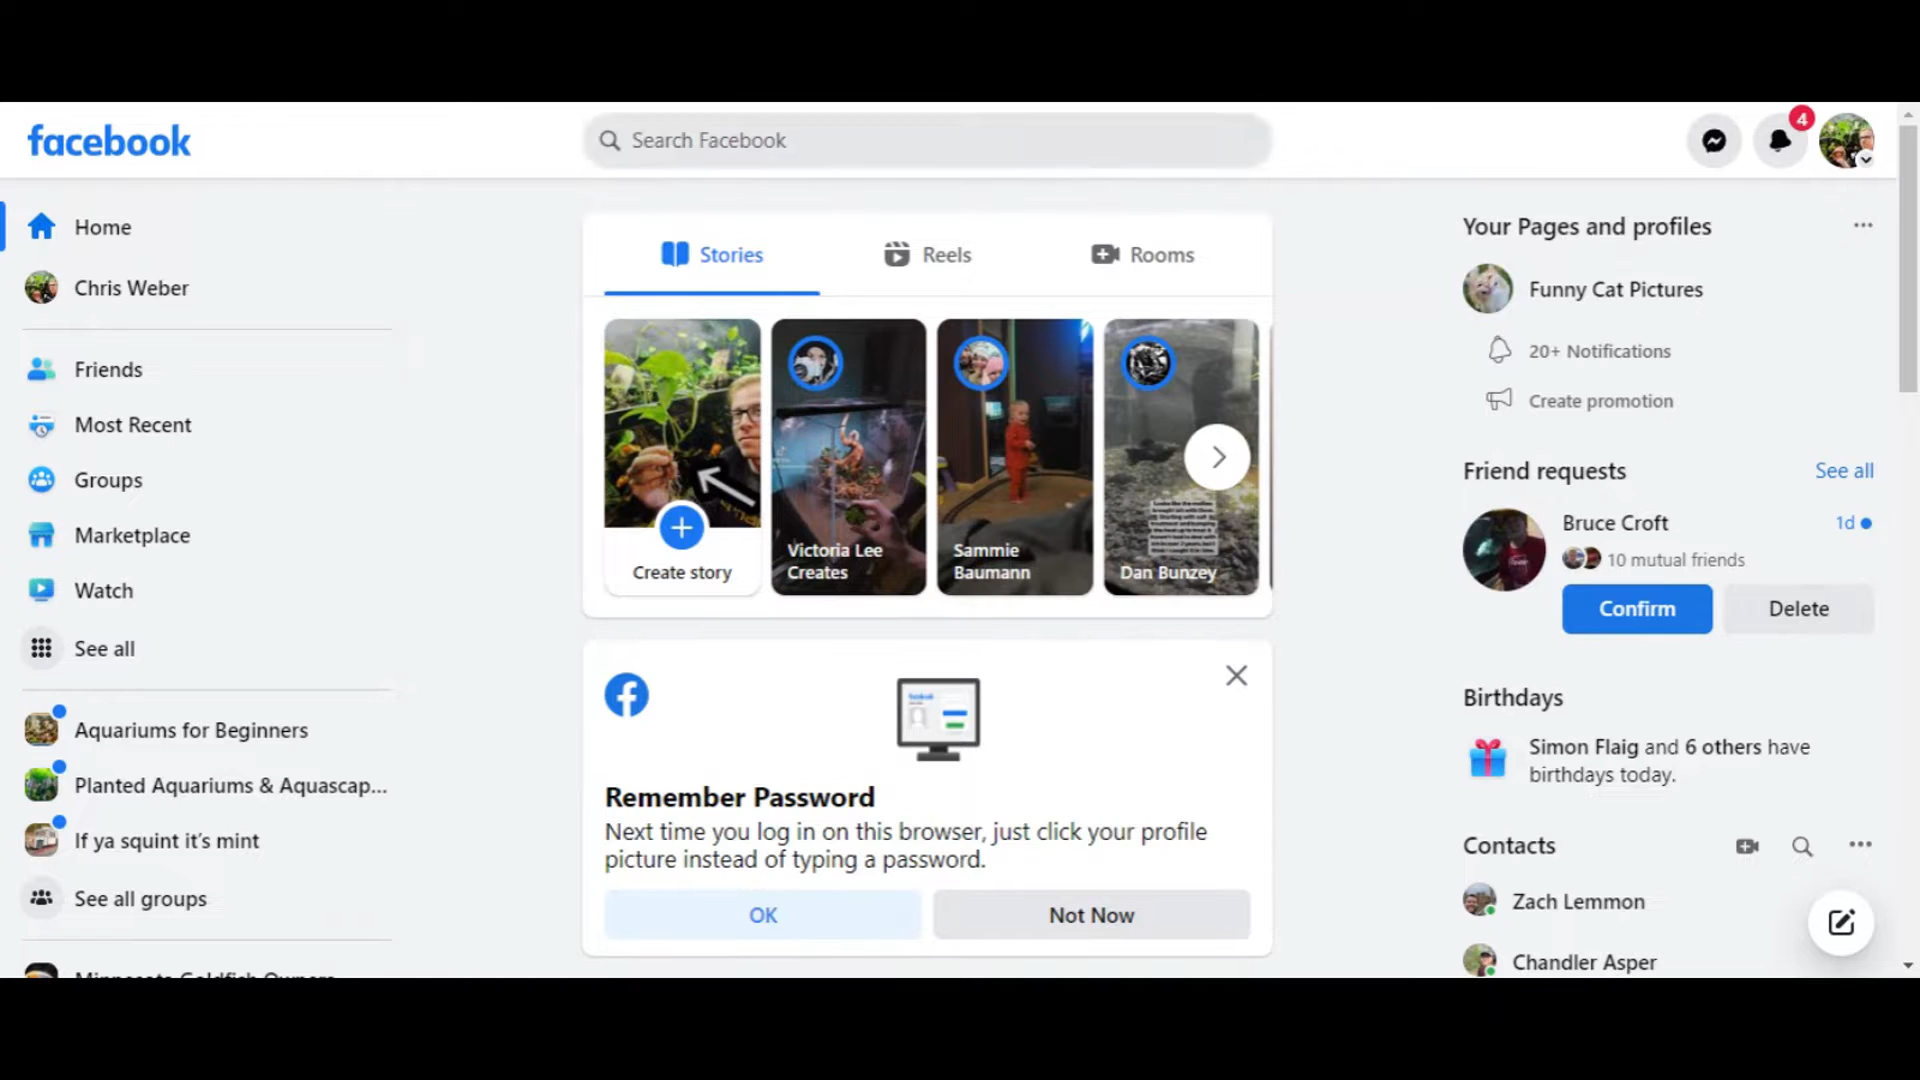 facebook
Search Facebook
4
Home
Chris Weber
Friends
Most Recent
Groups
Marketplace
Watch
See all
Aquariums for Beginners
Planted Aquariums & Aquascap...
If ya squint it's mint
See all groups
Minnesota Goldfish Owners
Stories
Reels
Rooms
Create story
Victoria Lee
Creates
Sammie
Baumann
Dan Bunzey
Remember Password
Next time you log in on this browser, just click your profile
picture instead of typing a password.
OK
Not Now
Your Pages and profiles
Funny Cat Pictures
20+ Notifications
Create promotion
Friend requests
See all
Bruce Croft
1d
10 mutual friends
Confirm
Delete
Birthdays
Simon Flaig and 6 others have
birthdays today.
Contacts
Zach Lemmon
Chandler Asper